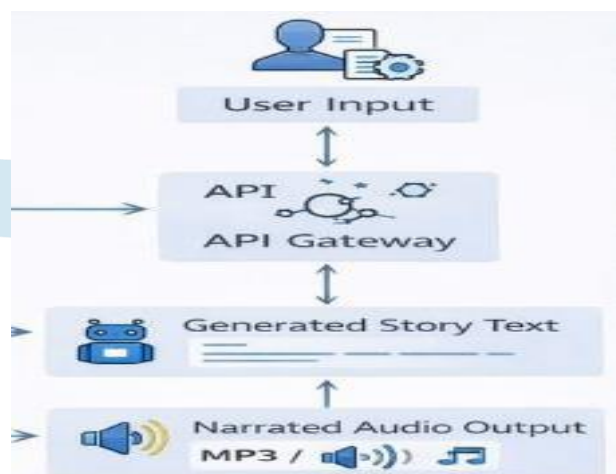 User Input
API
API Gateway
Generated Story Text
Narrated Audio Output
MP3 /